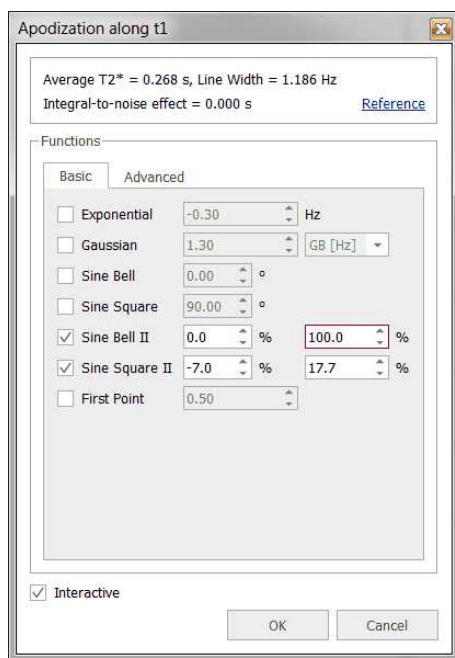 Apodization along t1
Average T2* = 0.268 s, Line Width = 1.186 Hz
Integral-to-noise effect = 0.000 s Reference
Functions
Basic Advanced
Exponential -0.30 Hz
Gaussian 1.30 GB [Hz]
Sine Bell 0.00 °
Sine Square 90.00 °
Sine Bell II 0.0 % 100.0 %
Sine Square II -7.0 % 17.7 %
First Point 0.50
Interactive
OK Cancel